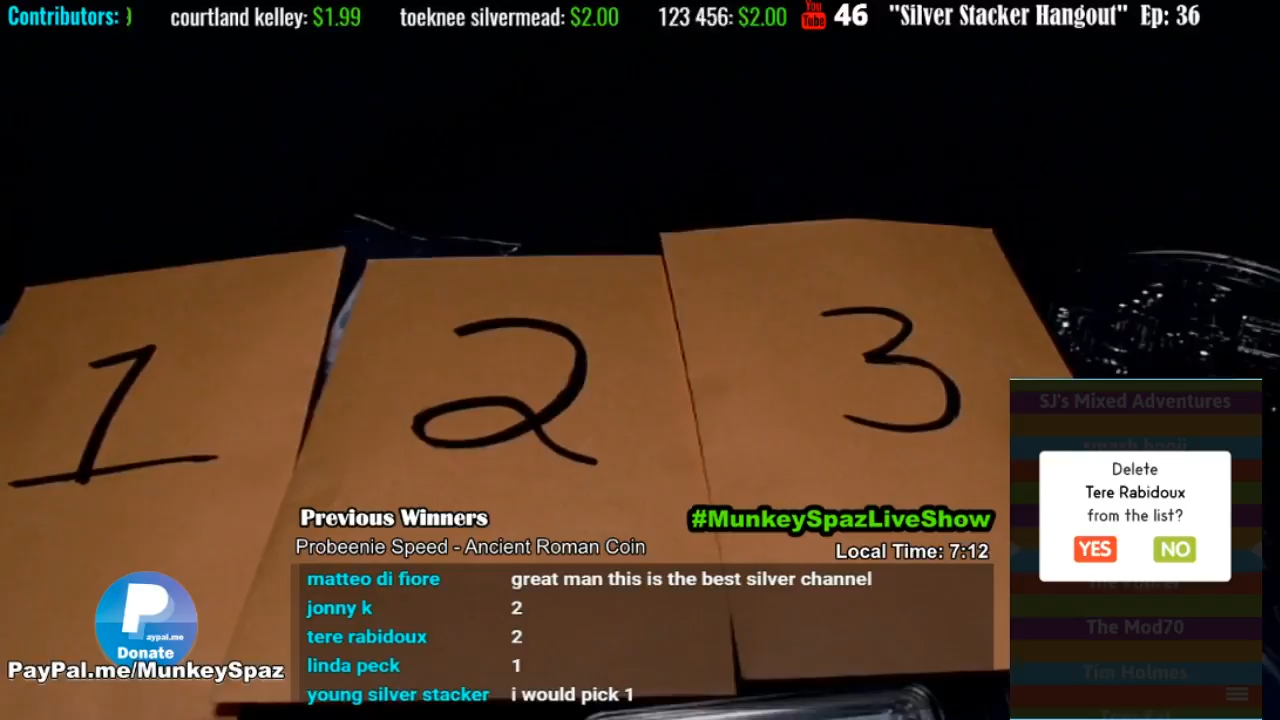 Contributors: courtland kelley: $1.99 toeknee silvermead: $2.00 123 456: $2.00 You Tube 46 "Silver Stacker Hangout" Ep: 36
1 2 3
SJ's Mixed Adventures
Delete
Tere Rabidoux
from the list?
YES NO
The Mod70
Tim Holmes
Previous Winners
#MunkeySpazLiveShow
Probeenie Speed - Ancient Roman Coin
Local Time: 7:12
matteo di fiore great man this is the best silver channel
jonny k 2
tere rabidoux 2
linda peck 1
young silver stacker i would pick 1
P
aypal.me
Donate
PayPal.me/MunkeySpaz